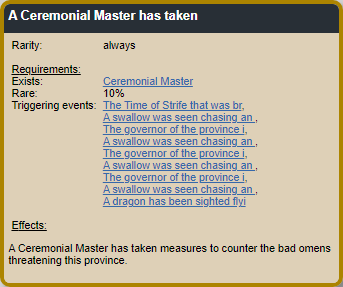 A Ceremonial Master has taken
Rarity: always
Requirements:
Exists: Ceremonial Master
Rare: 10%
Triggering events: The Time of Strife that was br,
A swallow was seen chasing an ,
The governor of the province i,
A swallow was seen chasing an ,
The governor of the province i,
A swallow was seen chasing an ,
The governor of the province i,
A swallow was seen chasing an ,
A dragon has been sighted flyi
Effects:
A Ceremonial Master has taken measures to counter the bad omens
threatening this province.